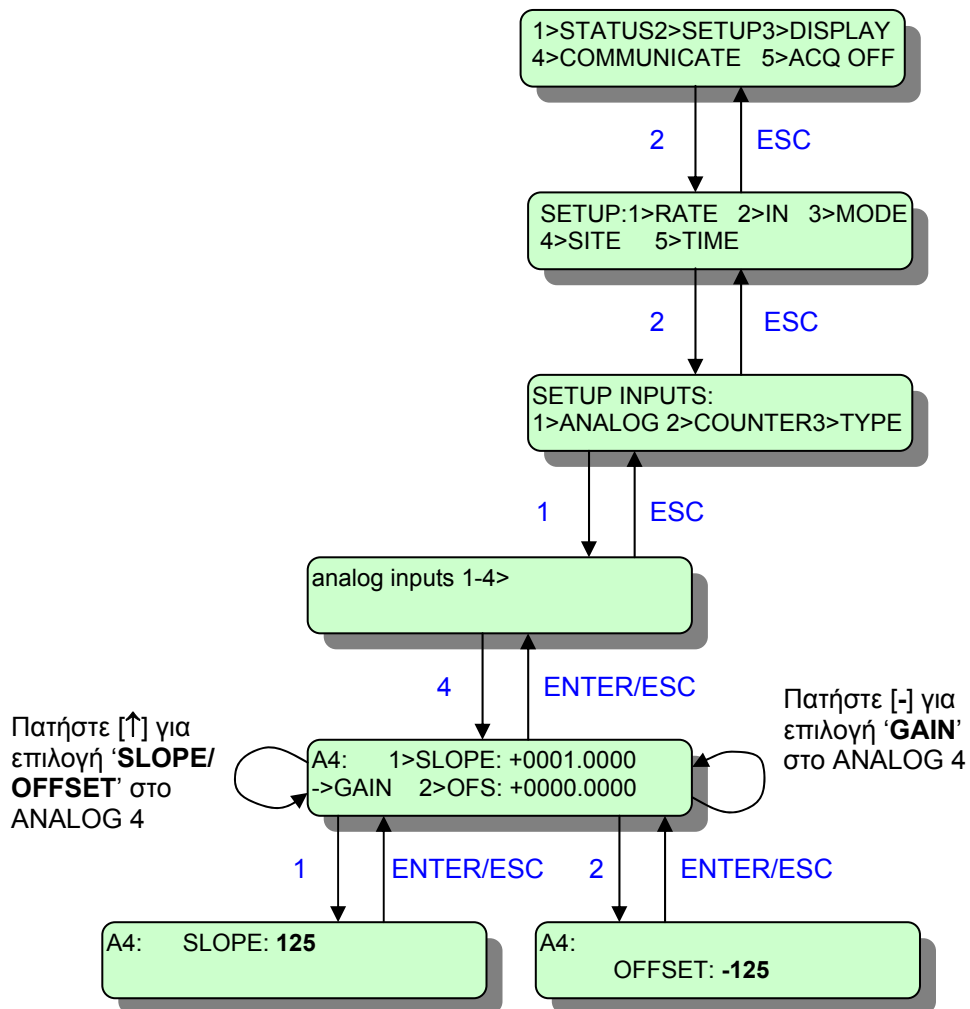 1>STATUS2>SETUP3>DISPLAY
4>COMMUNICATE 5>ACQ OFF
2 ESC
SETUP:1>RATE 2>IN 3>MODE
4>SITE 5>TIME
2 ESC
SETUP INPUTS:
1>ANALOG 2>COUNTER3>TYPE
1 ESC
analog inputs 1-4>
4 ENTER/ESC
Πατήστε [↑] για
επιλογή ‘SLOPE/
OFFSET’ στο
ANALOG 4
A4: 1>SLOPE: +0001.0000
->GAIN 2>OFS: +0000.0000
Πατήστε [-] για
επιλογή ‘GAIN’
στο ANALOG 4
1 ENTER/ESC 2 ENTER/ESC
A4: SLOPE: 125
A4:
OFFSET: -125